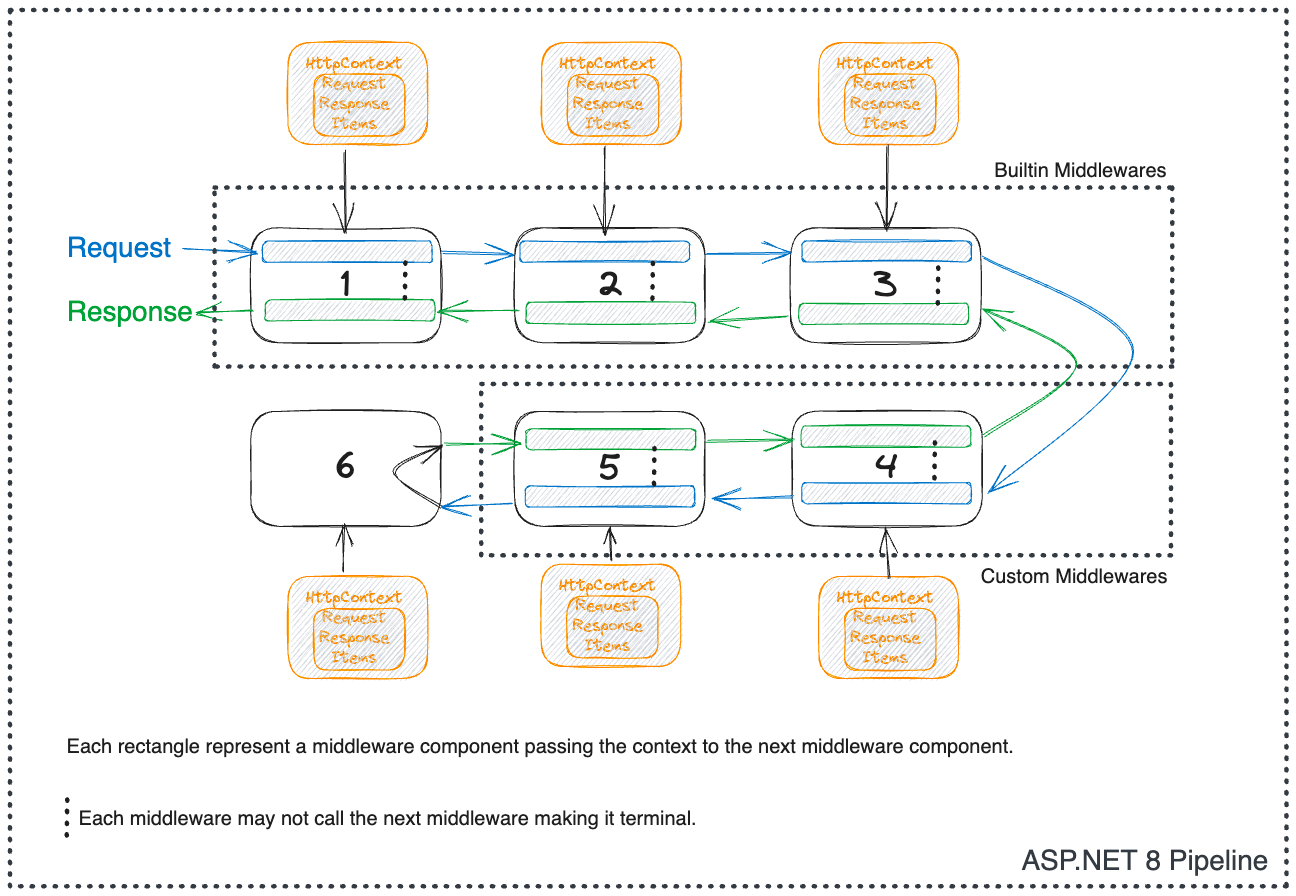 HttpContext
Request
Response
Items
HttpContext
Request
Response
Items
HttpContext
Request
Response
Items
Builtin Middlewares
Request
1
2
3
Response
6
5
4
Custom Middlewares
HttpContext
Request
Response
Items
HttpContext
Request
Response
Items
HttpContext
Request
Response
Items
Each rectangle represent a middleware component passing the context to the next middleware component.
Each middleware may not call the next middleware making it terminal.
ASP.NET 8 Pipeline